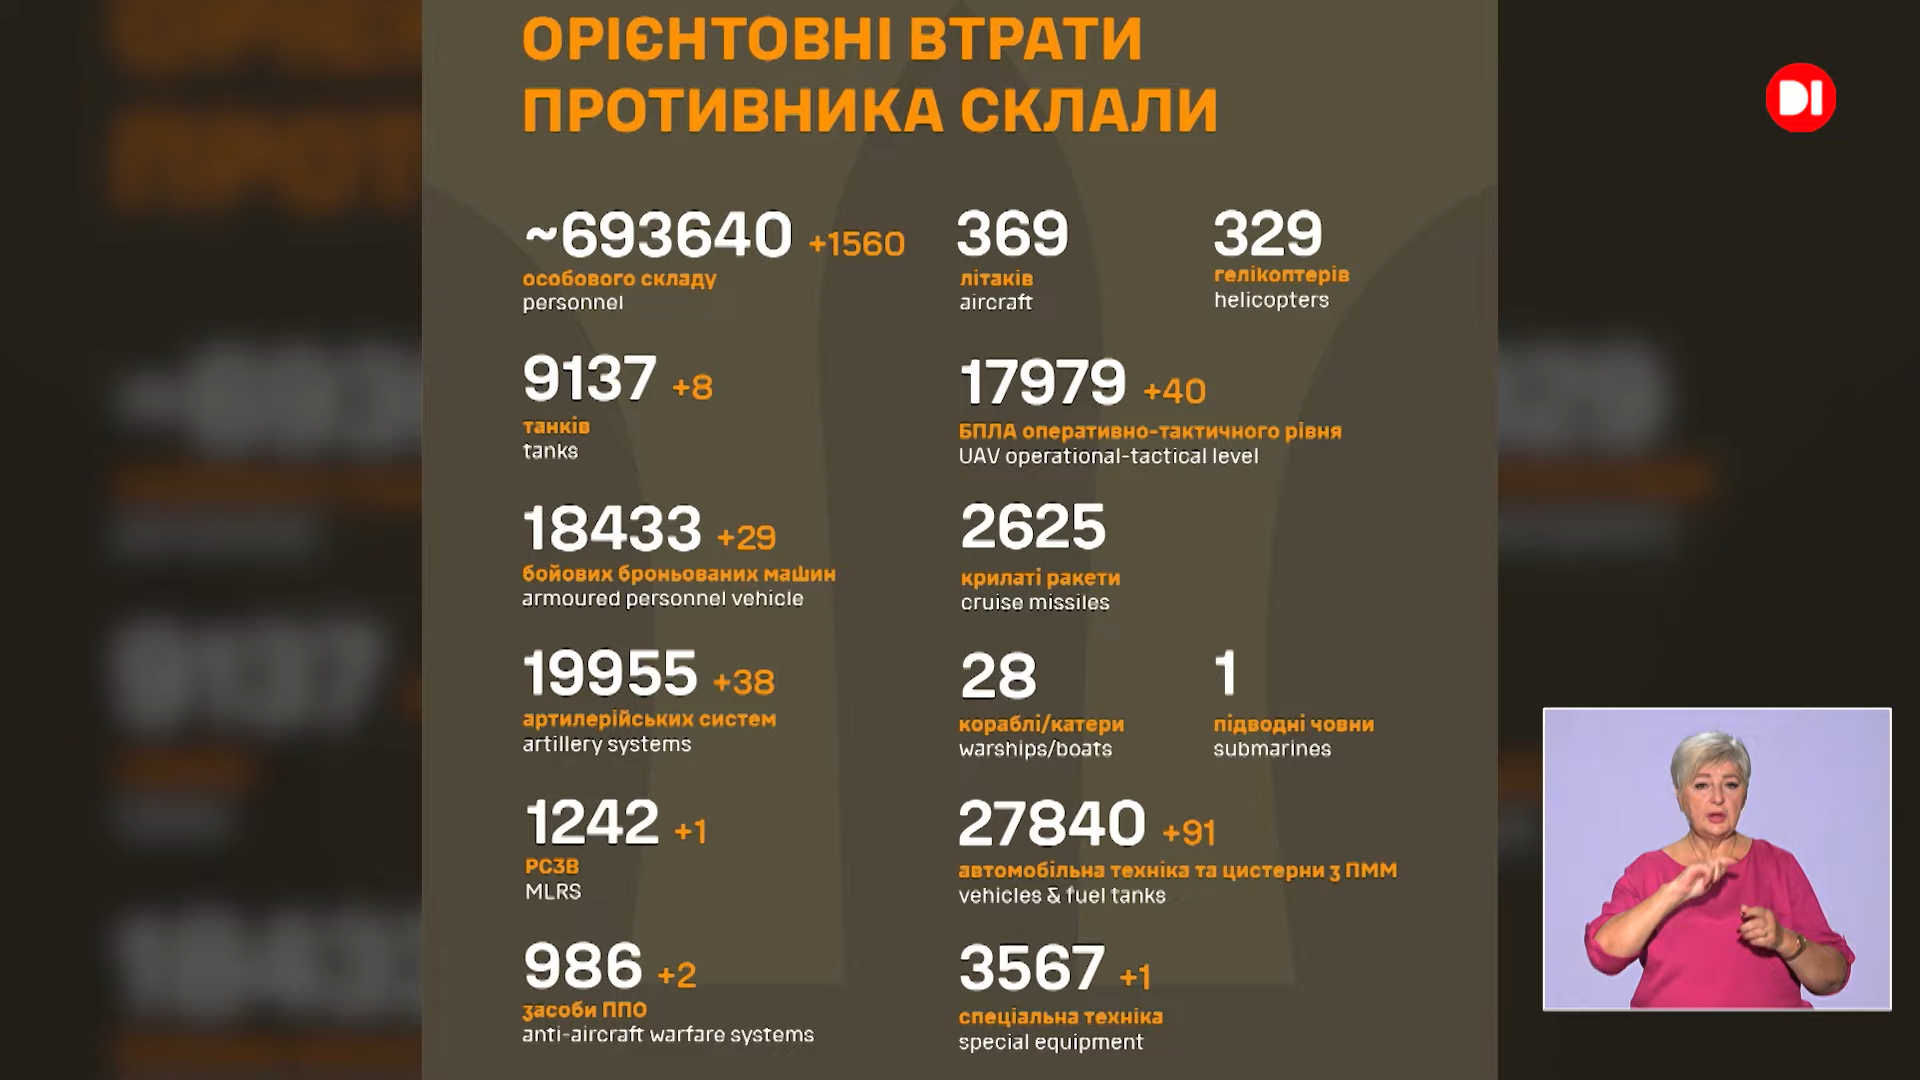 ОРІЄНТОВНІ ВТРАТИ
ПРОТИВНИКА СКЛАЛИ
DI
~693640 +1560
особового складу
personnel
369
літаків
aircraft
329
гелікоптерів
helicopters
9137 +8
танків
tanks
17979 +40
БПЛА оперативно-тактичного рівня
UAV operational-tactical level
18433 +29
бойових броньованих машин
armoured personnel vehicle
2625
крилаті ракети
cruise missiles
19955 +38
артилерійських систем
artillery systems
28
кораблі/катери
warships/boats
1
підводні човни
submarines
1242 +1
РСЗВ
MLRS
27840 +91
автомобільна техніка та цистерни з ПММ
vehicles & fuel tanks
986 +2
засоби ППО
anti-aircraft warfare systems
3567 +1
спеціальна техніка
special equipment